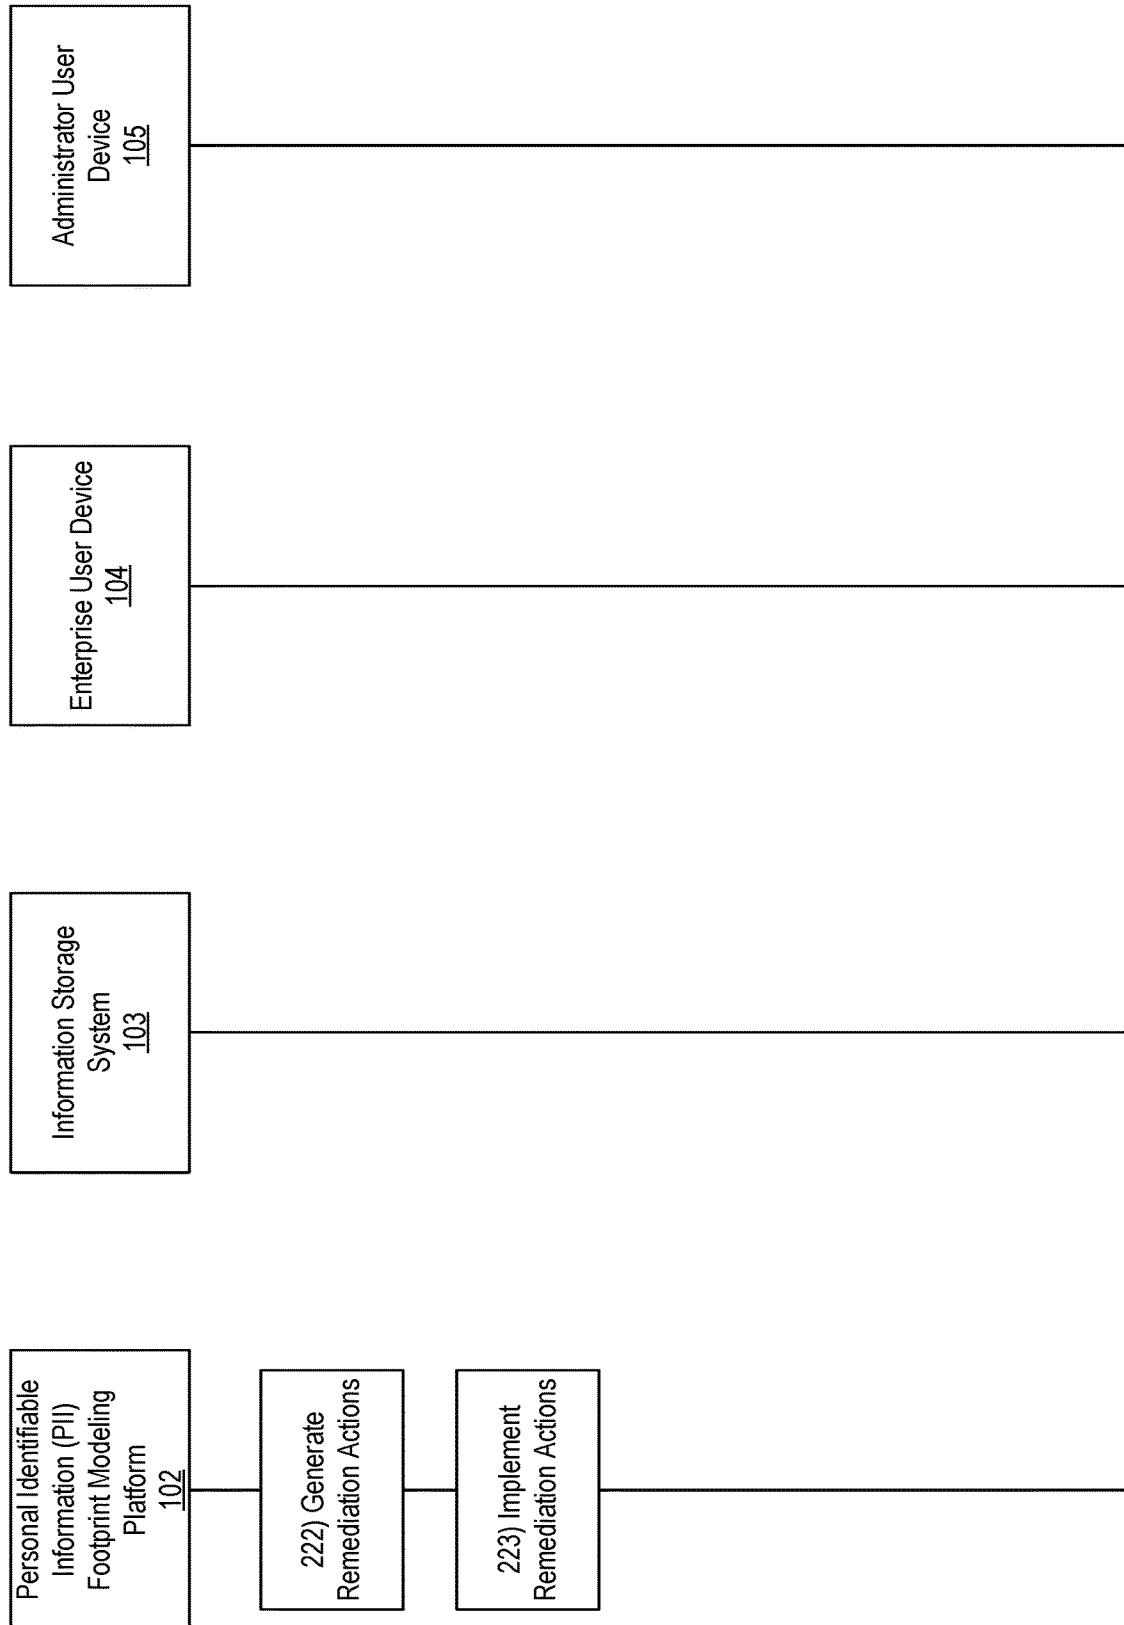 Personal Identifiable
Information (PII)
Footprint Modeling
Platform
102
Information Storage
System
103
Enterprise User Device
104
Administrator User
Device
105
222) Generate
Remediation Actions
223) Implement
Remediation Actions